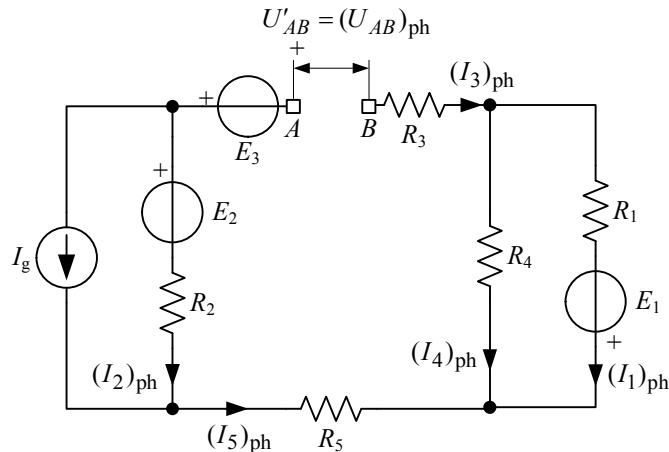 U′AB = (UAB)ph
+
(I3)ph
+
A
B
R3
E3
+
E2
R1
Ig
R4
R2
E1
+
(I2)ph
(I4)ph
(I1)ph
(I5)ph
R5